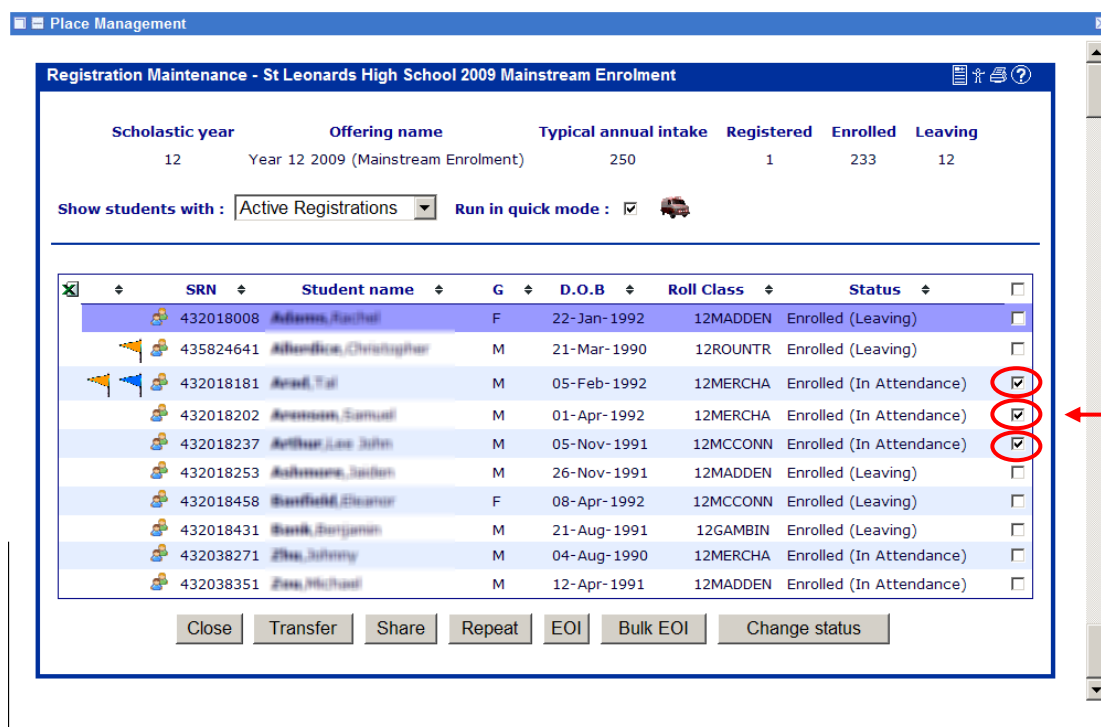 Place Management
Registration Maintenance - St Leonards High School 2009 Mainstream Enrolment
Scholastic year Offering name Typical annual intake Registered Enrolled Leaving
12 Year 12 2009 (Mainstream Enrolment) 250 1 233 12
Show students with : Active Registrations Run in quick mode :
SRN Student name G D.O.B Roll Class Status
432018008 F 22-Jan-1992 12MADDEN Enrolled (Leaving)
435824641 M 21-Mar-1990 12ROUNTR Enrolled (Leaving)
432018181 M 05-Feb-1992 12MERCHA Enrolled (In Attendance)
432018202 M 01-Apr-1992 12MERCHA Enrolled (In Attendance)
432018237 M 05-Nov-1991 12MCCONN Enrolled (In Attendance)
432018253 M 26-Nov-1991 12MADDEN Enrolled (Leaving)
432018458 F 08-Apr-1992 12MCCONN Enrolled (Leaving)
432018431 M 21-Aug-1991 12GAMBIN Enrolled (Leaving)
432038271 M 04-Aug-1990 12MERCHA Enrolled (In Attendance)
432038351 M 12-Apr-1991 12MADDEN Enrolled (In Attendance)
Close Transfer Share Repeat EOI Bulk EOI Change status